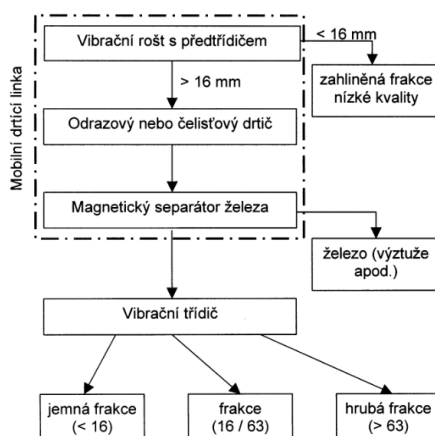 Vibrační rošt s předtřídičem
< 16 mm
> 16 mm
zahliněná frakce
nízké kvality
Mobilní drtící linka
Odrazový nebo čelisťový drtič
Magnetický separátor železa
železo (výztuže
apod.)
Vibrační třídič
jemná frakce
(< 16)
frakce
(16 / 63)
hrubá frakce
(> 63)